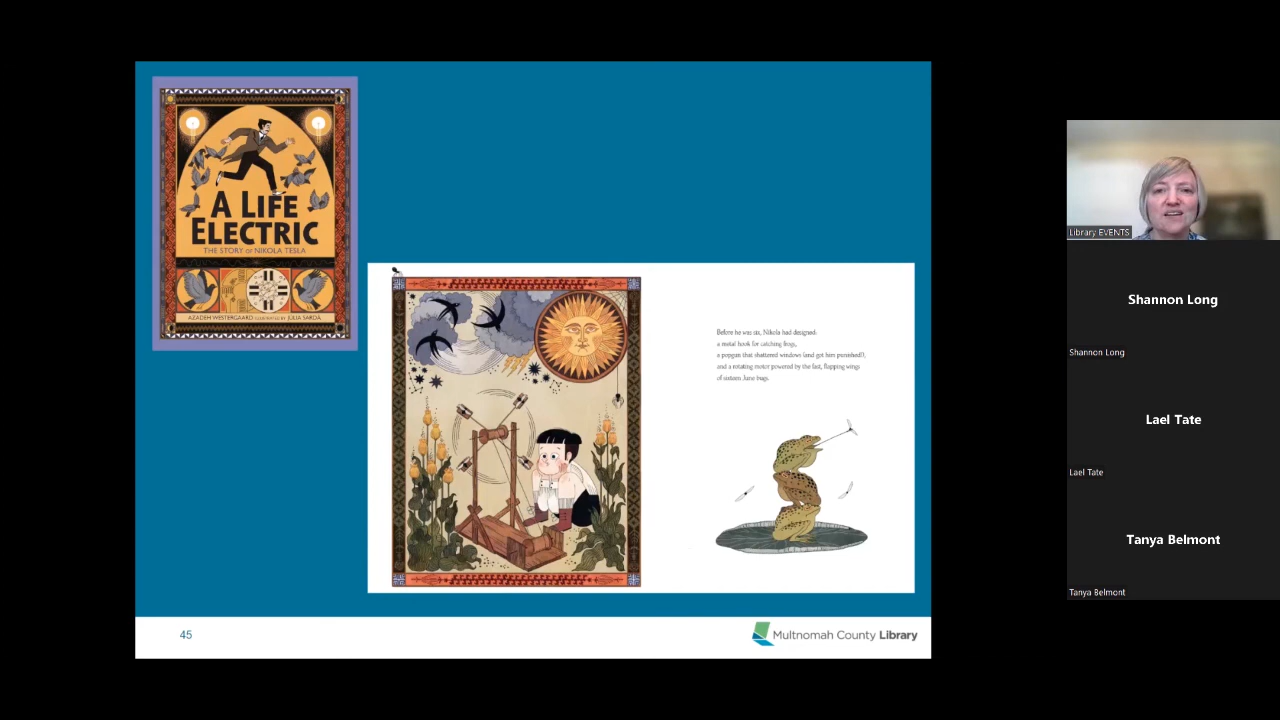 A LIFE
ELECTRIC
THE STORY OF NIKOLA TESLA
AZADEH WESTERGAARD ILLUSTRATED BY JÚLIA SARDÀ
Before he was six, Nikola had designed:
a metal hook for catching frogs,
a popgun that shattered windows (and got him punished!),
and a rotating motor powered by the fast, flapping wings
of sixteen June bugs.
45
Multnomah County Library
Library EVENTS
Shannon Long
Shannon Long
Lael Tate
Lael Tate
Tanya Belmont
Tanya Belmont